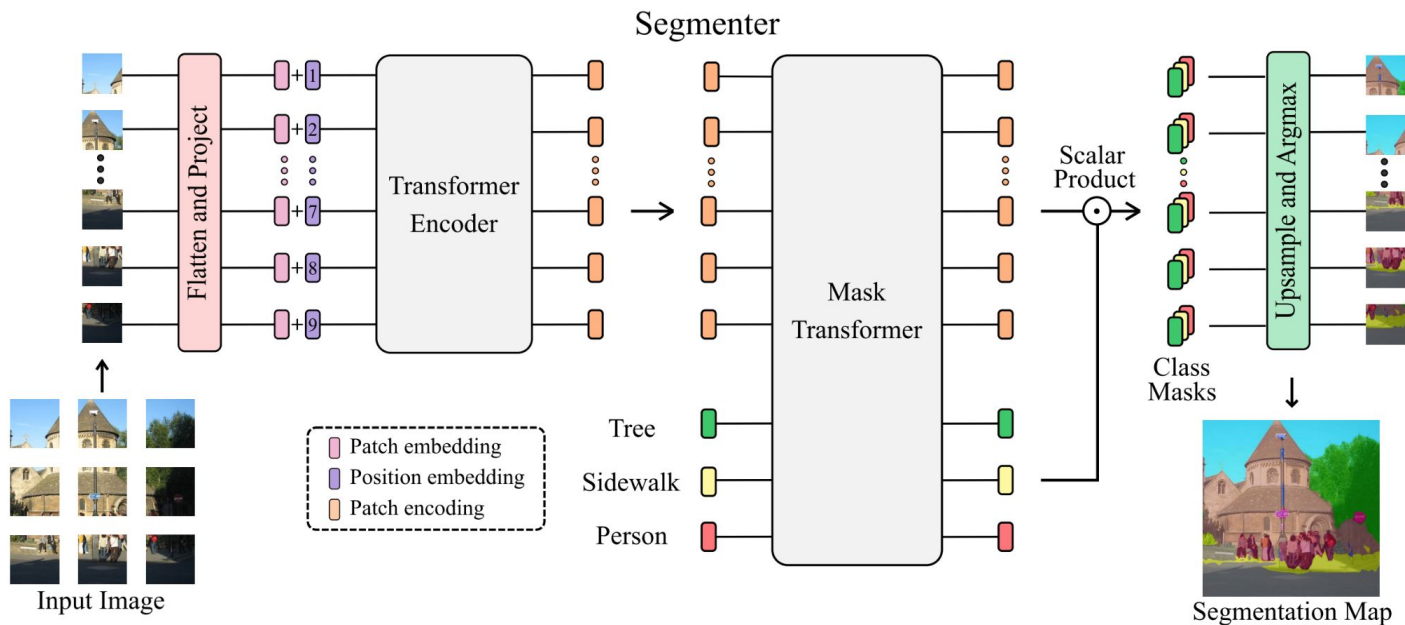 Segmenter
Flatten and Project
+ 1
+ 2
+ 7
+ 8
+ 9
Transformer
Encoder
Mask
Transformer
Scalar
Product
Upsample and Argmax
Class
Masks
Tree
Sidewalk
Person
Patch embedding
Position embedding
Patch encoding
Input Image
Segmentation Map